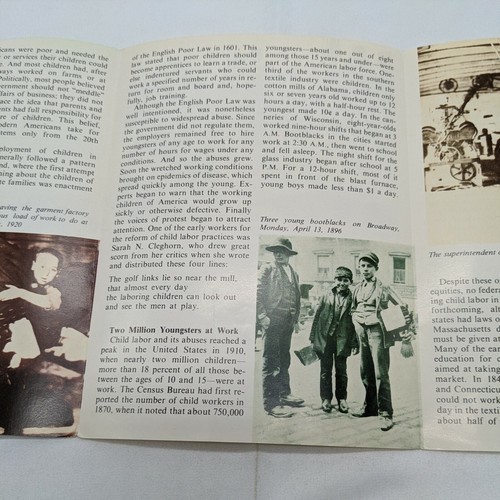 icans were poor and needed the
or services their children could
And most children had, after
ays worked on farms or at
Politically, most people believed
ernment should not "meddle"
ffairs of business; they did not
ace the idea that parents and
nts had full responsibility for
re of children. This belief
ern Americans take for
stems only from the 20th
ployment of children in
nerally followed a pattern
and, where the first attempt
ning about the children of
te families was enactment
aving the garment factory
ous load of work to do at
, 1920
of the English Poor Law in 1601. This
law stated that poor children should
become apprentices to learn a trade, or
else indentured servants who could
work a specified number of years in re-
turn for room and board and, hope-
fully, job training.
Although the English Poor Law was
well intentioned, it was nonetheless
susceptible to widespread abuse. Since
the government did not regulate them,
the employers remained free to hire
youngsters of any age to work for any
number of hours for wages under any
conditions. And so the abuses grew.
Soon the wretched working conditions
brought on epidemics of disease, which
spread quickly among the young. Ex-
perts began to warn that the working
children of America would grow up
sickly or otherwise defective. Finally
the voices of protest began to attract
attention. One of the early workers for
the reform of child labor practices was
Sarah N. Cleghorn, who drew great
scorn from her critics when she wrote
and distributed these four lines:
The golf links lie so near the mill,
that almost every day
the laboring children can look out
and see the men at play.
Two Million Youngsters at Work
Child labor and its abuses reached a
peak in the United States in 1910,
when nearly two million children—
more than 18 percent of all those be-
tween the ages of 10 and 15—were at
work. The Census Bureau had first re-
ported the number of child workers in
1870, when it noted that about 750,000
youngsters—about one out of eight
among those 15 years and under—were
part of the American labor force. One-
third of the workers in the southern
textile industry were children. In the
cotton mills of Alabama, children only
six or seven years old worked up to 12
hours a day, with a half-hour rest. The
youngest made 10¢ a day. In the can-
neries of Wisconsin, eight-year-olds
worked nine-hour shifts that began at 3
A.M. Bootblacks in the cities started
work at 2:30 A.M., then went to school
and fell asleep. The night shift for the
glass industry began after school at 5
P.M. For a 12-hour shift, most of it
spent in front of the blast furnace,
young boys made less than $1 a day.
Three young bootblacks on Broadway,
Monday, April 13, 1896
The superintendent o
Despite these o
equities, no federa
ing child labor in
forthcoming, alt
states had laws o
Massachusetts d
must be given at
Many of the ear
education for c
aimed at taking
market. In 184
and Connecticu
could not work
day in the texti
about half of